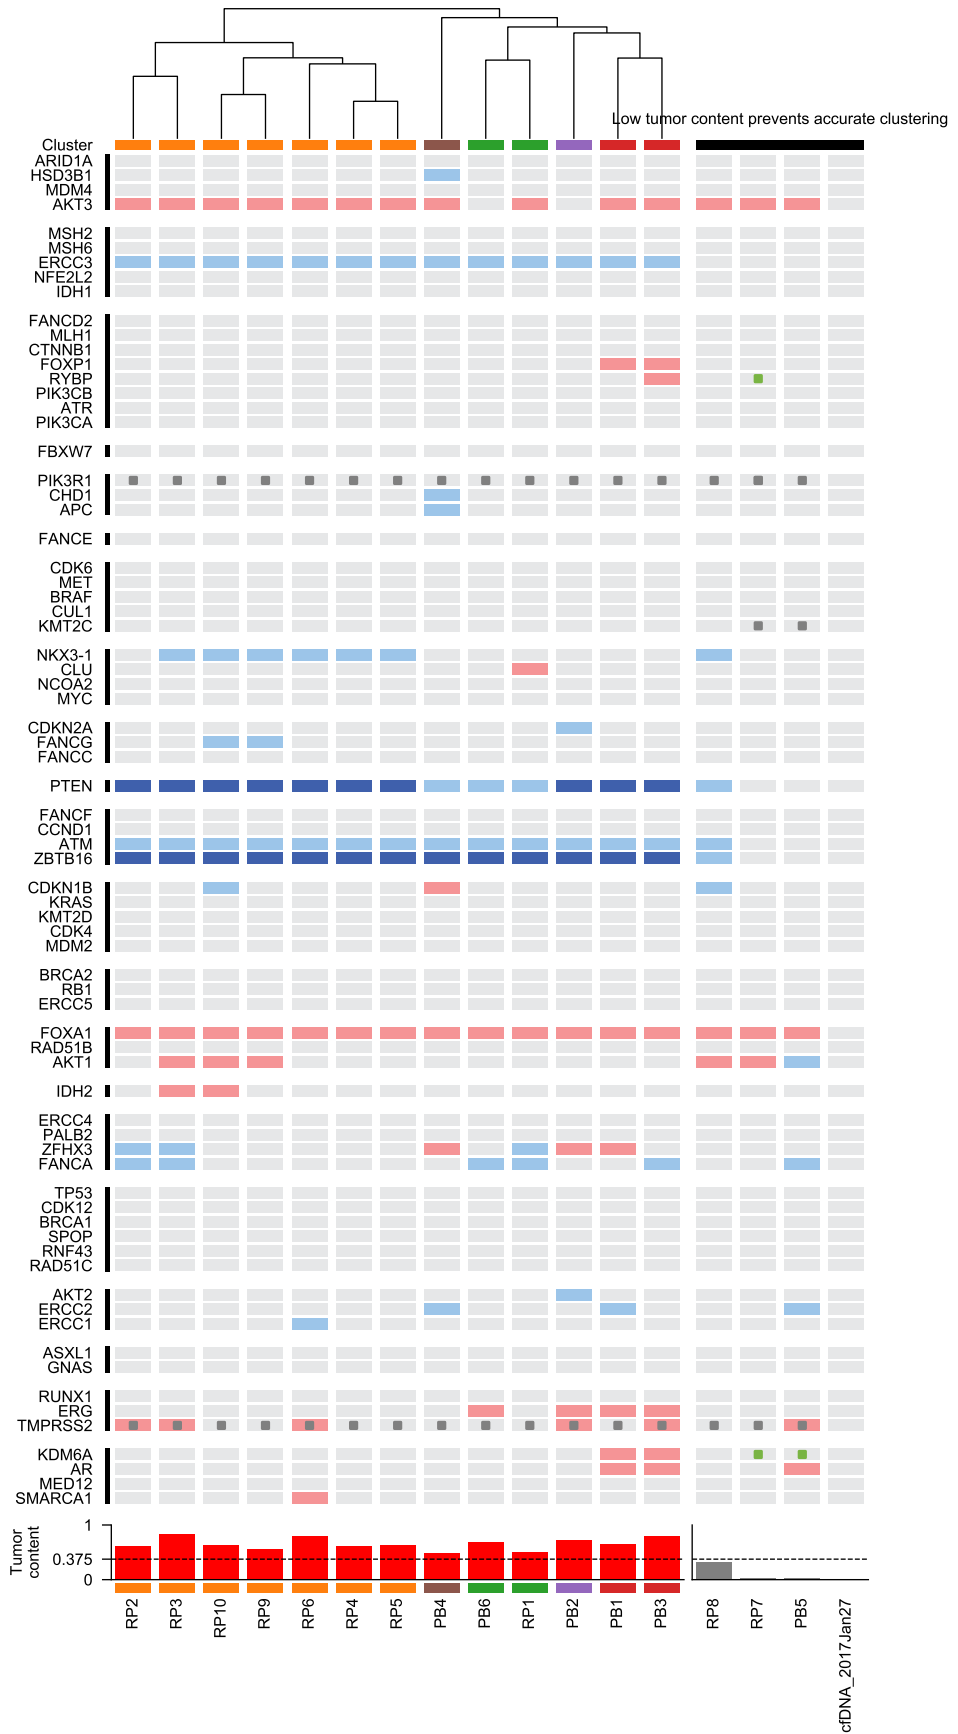 Low tumor content prevents accurate clustering
Cluster
ARID1A
HSD3B1
MDM4
AKT3
MSH2
MSH6
ERCC3
NFE2L2
IDH1
FANCD2
MLH1
CTNNB1
FOXP1
RYBP
PIK3CB
ATR
PIK3CA
FBXW7
PIK3R1
CHD1
APC
FANCE
CDK6
MET
BRAF
CUL1
KMT2C
NKX3-1
CLU
NCOA2
MYC
CDKN2A
FANCG
FANCC
PTEN
FANCF
CCND1
ATM
ZBTB16
CDKN1B
KRAS
KMT2D
CDK4
MDM2
BRCA2
RB1
ERCC5
FOXA1
RAD51B
AKT1
IDH2
ERCC4
PALB2
ZFHX3
FANCA
TP53
CDK12
BRCA1
SPOP
RNF43
RAD51C
AKT2
ERCC2
ERCC1
ASXL1
GNAS
RUNX1
ERG
TMPRSS2
KDM6A
AR
MED12
SMARCA1
Tumor
content
1
0.375
0
RP2
RP3
RP10
RP9
RP6
RP4
RP5
PB4
PB6
RP1
PB2
PB1
PB3
RP8
RP7
PB5
cfDNA_2017Jan27